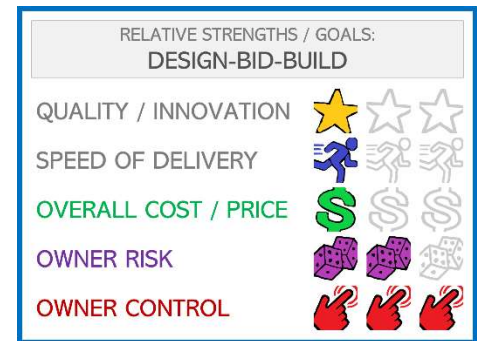 RELATIVE STRENGTHS / GOALS:
DESIGN-BID-BUILD
QUALITY / INNOVATION
SPEED OF DELIVERY
OVERALL COST / PRICE $ $ $
OWNER RISK
OWNER CONTROL